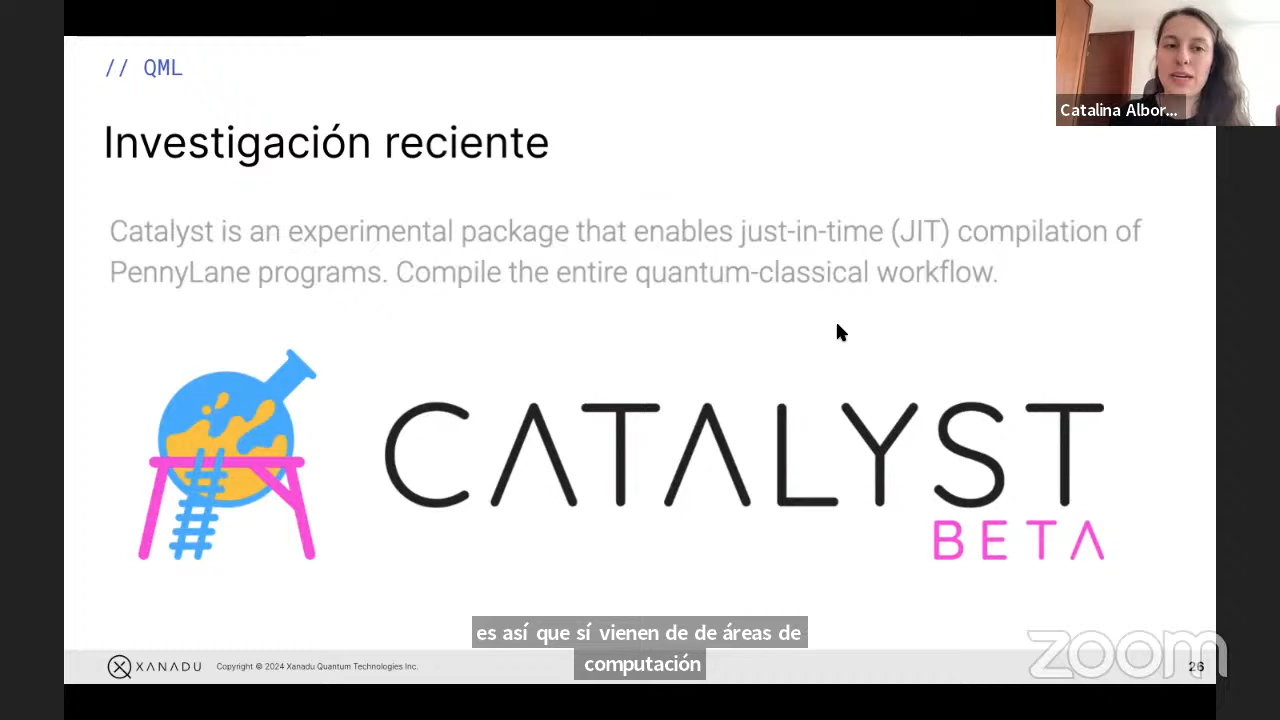 // QML
Catalina Albor...
Investigación reciente
Catalyst is an experimental package that enables just-in-time (JIT) compilation of
PennyLane programs. Compile the entire quantum-classical workflow.
CATALYST
BETA
es así que sí vienen de de áreas de
computación
XANADU
Copyright © 2024 Xanadu Quantum Technologies Inc.
zoom
26